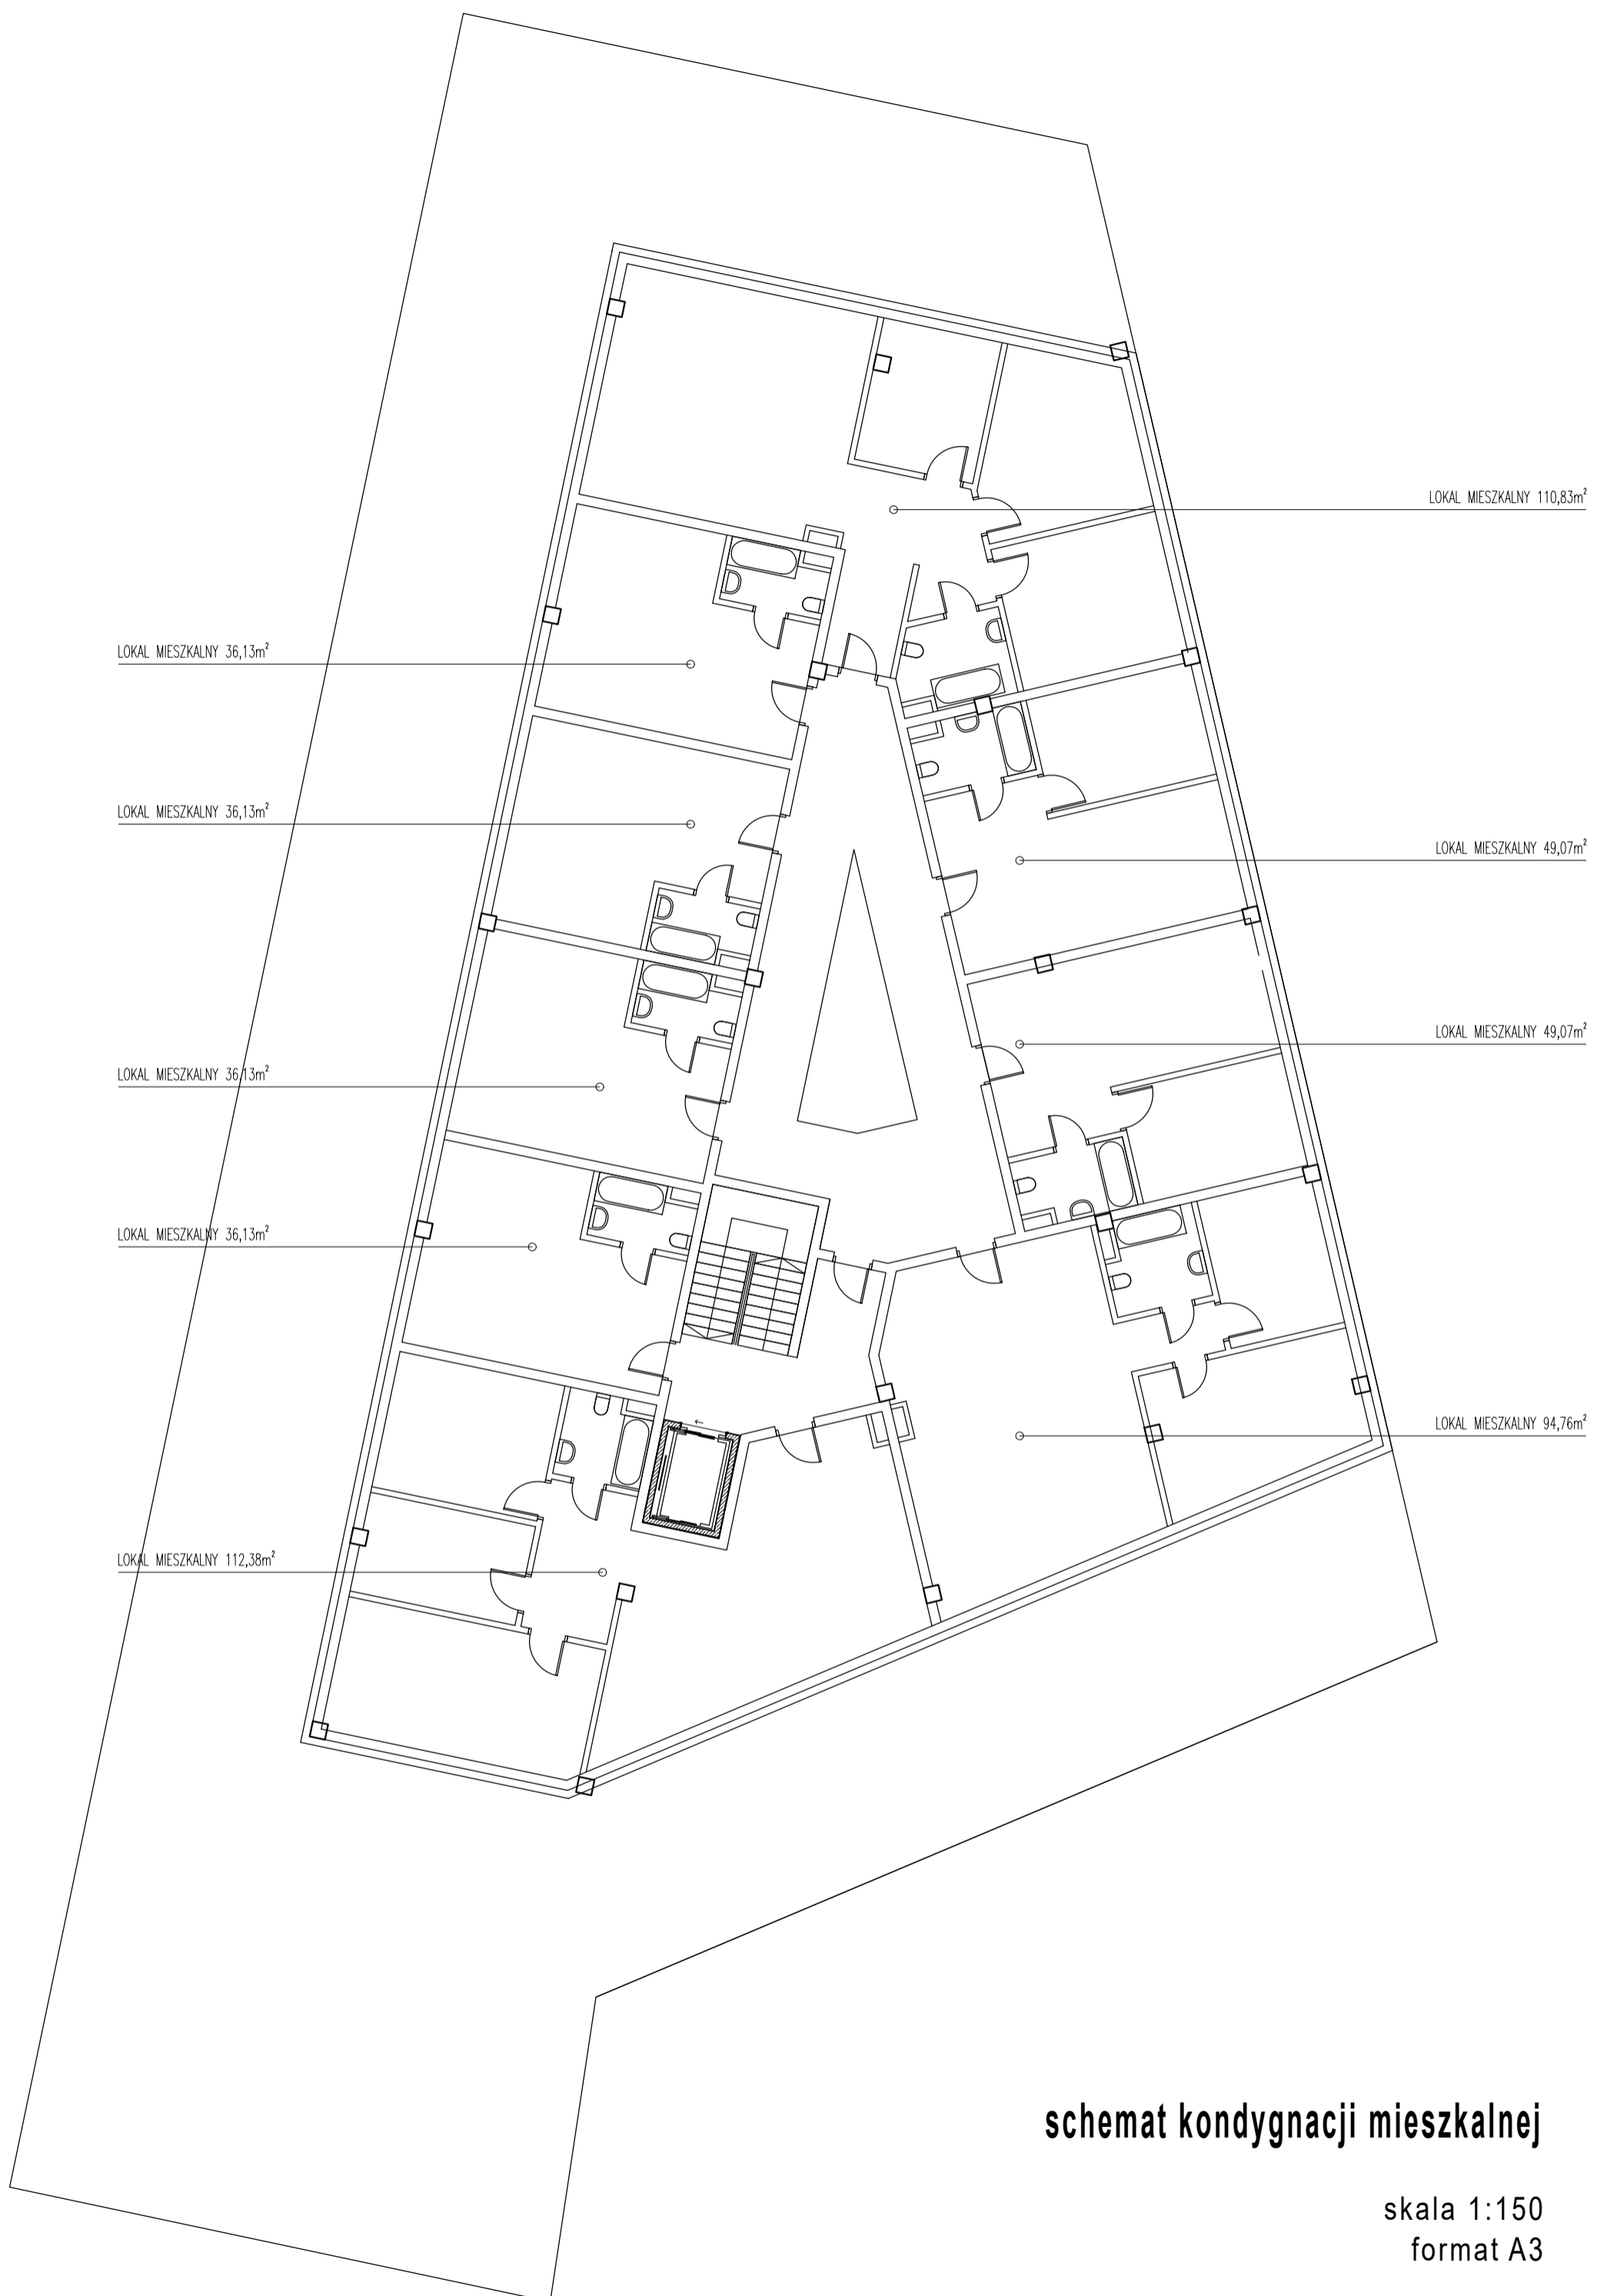 LOKAL MIESZKALNY 110,83m²
LOKAL MIESZKALNY 36,13m²
LOKAL MIESZKALNY 36,13m²
LOKAL MIESZKALNY 49,07m²
LOKAL MIESZKALNY 49,07m²
LOKAL MIESZKALNY 36,13m²
LOKAL MIESZKALNY 36,13m²
LOKAL MIESZKALNY 94,76m²
LOKAL MIESZKALNY 112,38m²
schemat kondygnacji mieszkalnej
skala 1:150
format A3